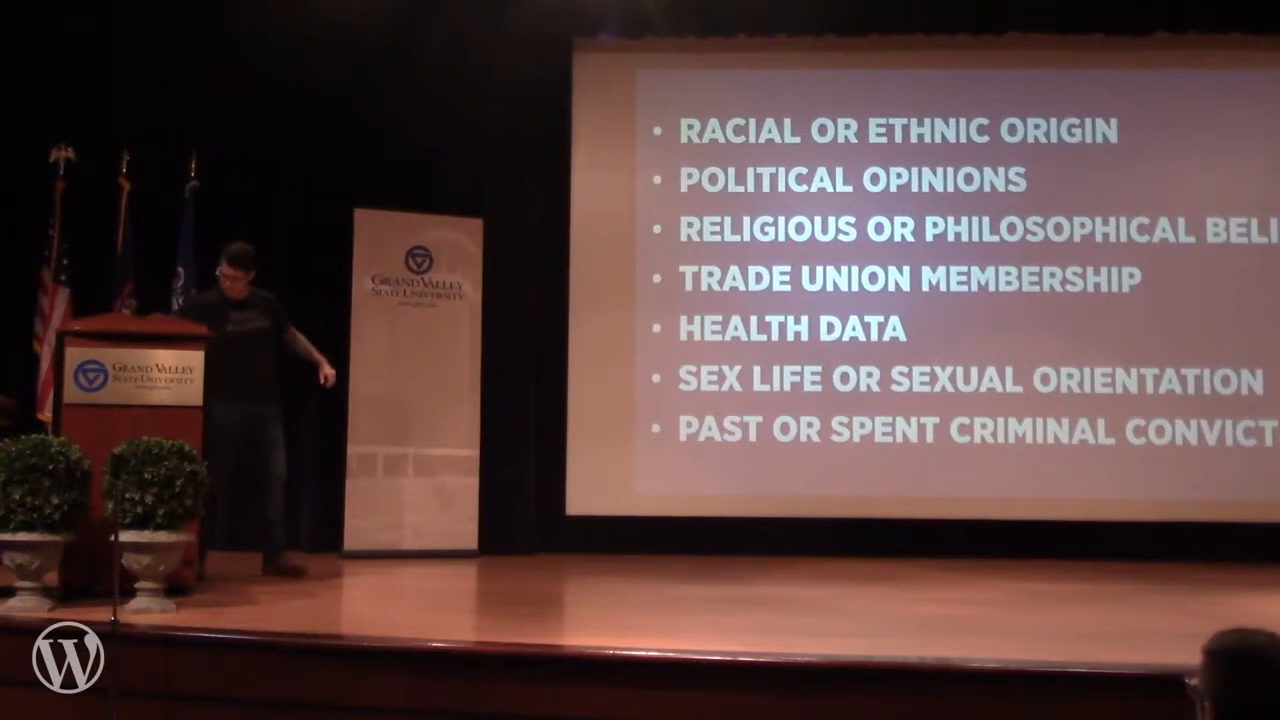 RACIAL OR ETHNIC ORIGIN
POLITICAL OPINIONS
RELIGIOUS OR PHILOSOPHICAL BELI
TRADE UNION MEMBERSHIP
HEALTH DATA
SEX LIFE OR SEXUAL ORIENTATION
PAST OR SPENT CRIMINAL CONVICT
GRAND VALLEY
STATE UNIVERSITY
GRAND VALLEY
STATE UNIVERSITY